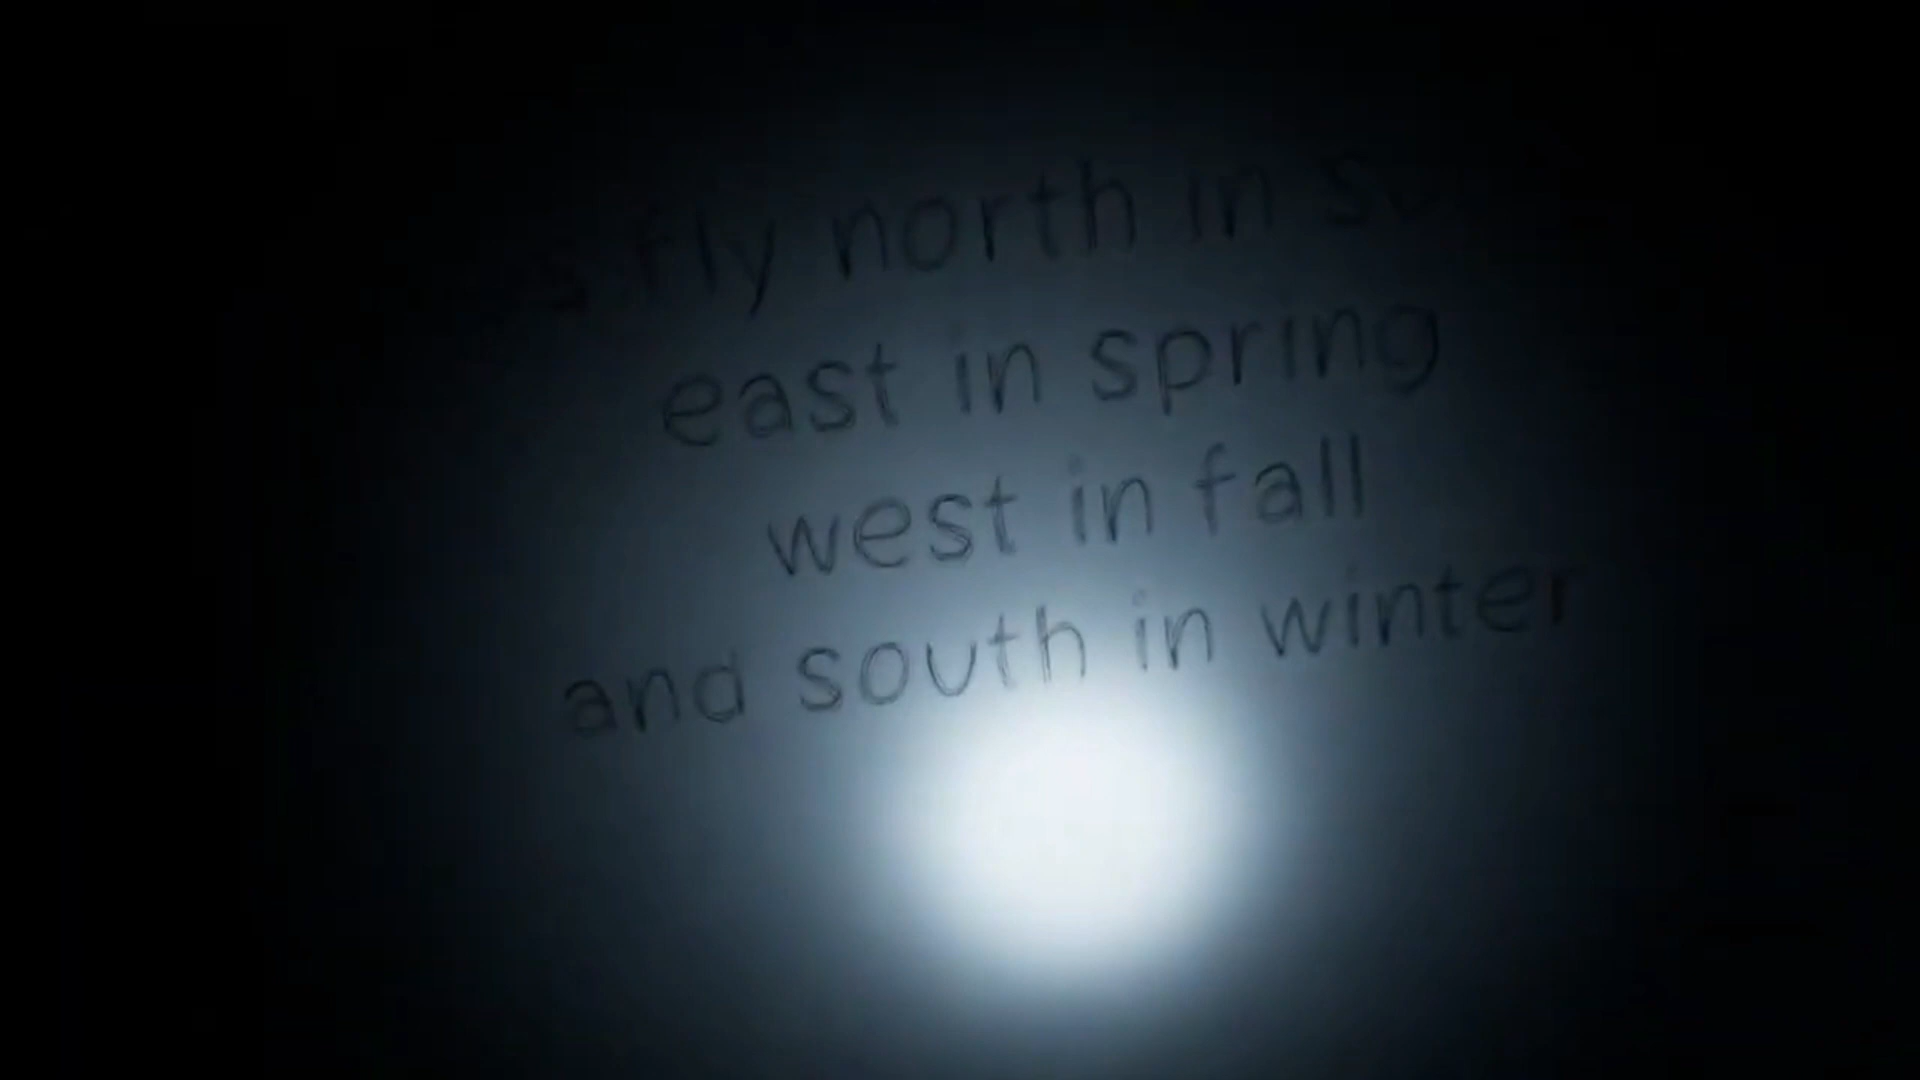 fly north in
east in spring
west in fall
and south in winter